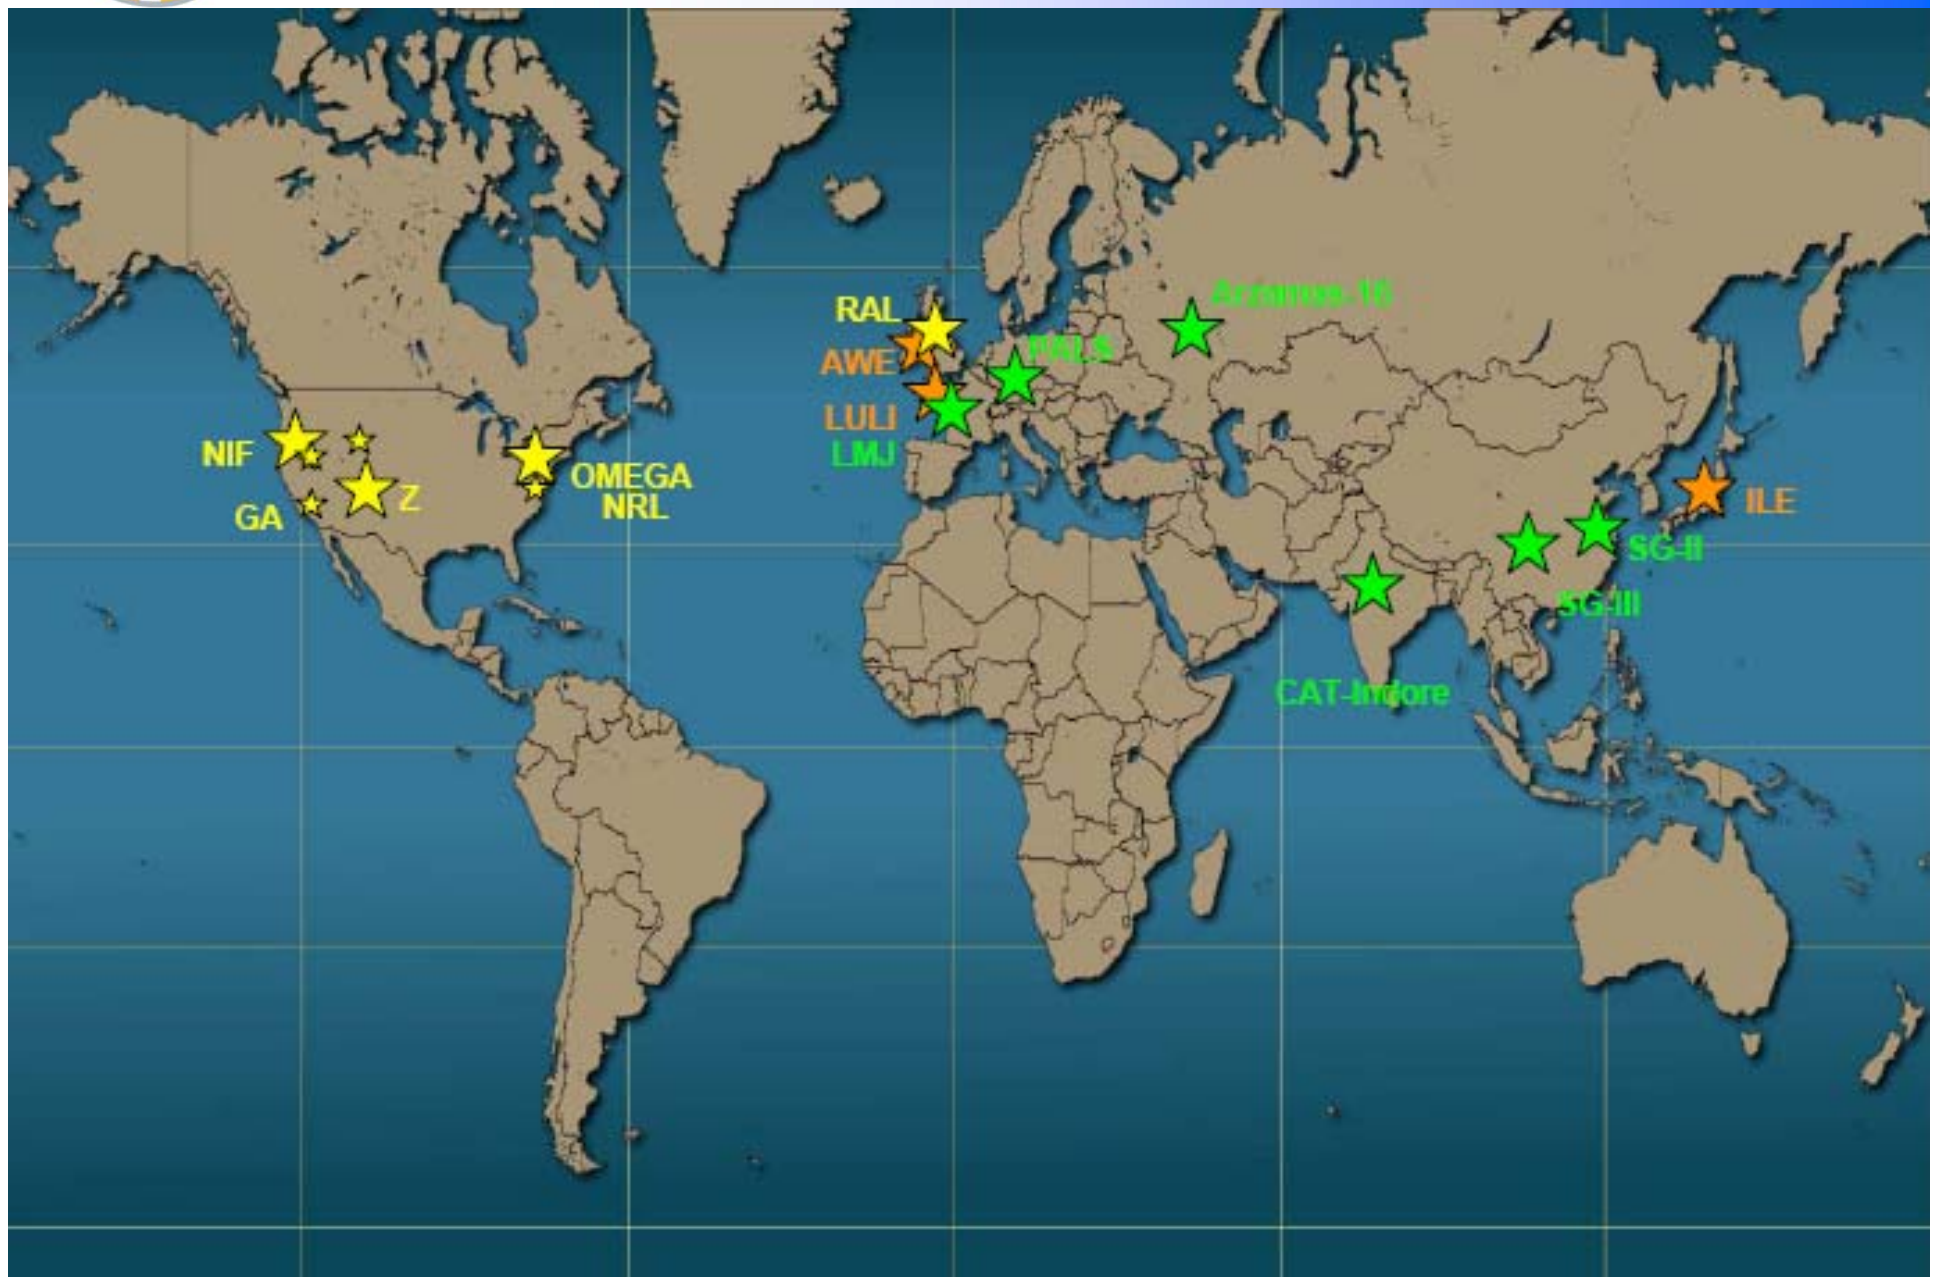 Arzamas-16
RAL
PALS
AWE
LULI
LMJ
NIF
OMEGA
NRL
Z
GA
ILE
SG-II
SG-III
CAT-Indore